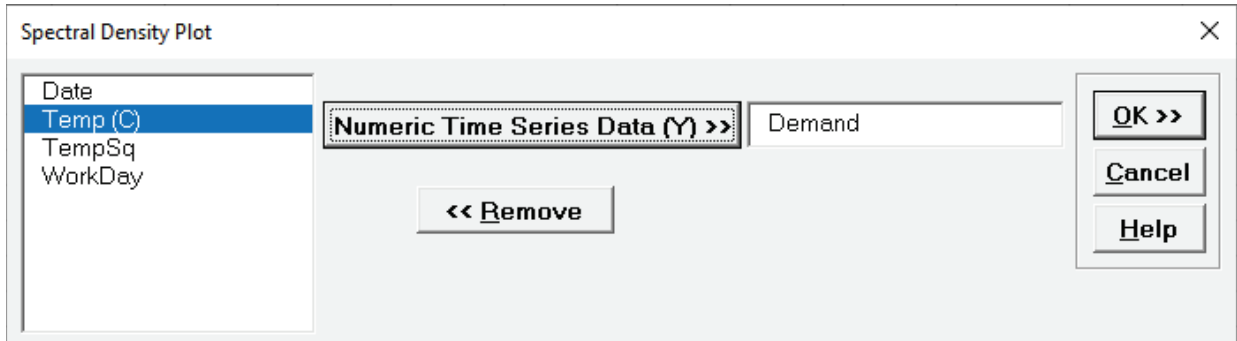 Spectral Density Plot
Date
Temp (C)
TempSq
WorkDay
Numeric Time Series Data (Y) >>
Demand
<< Remove
OK >>
Cancel
Help